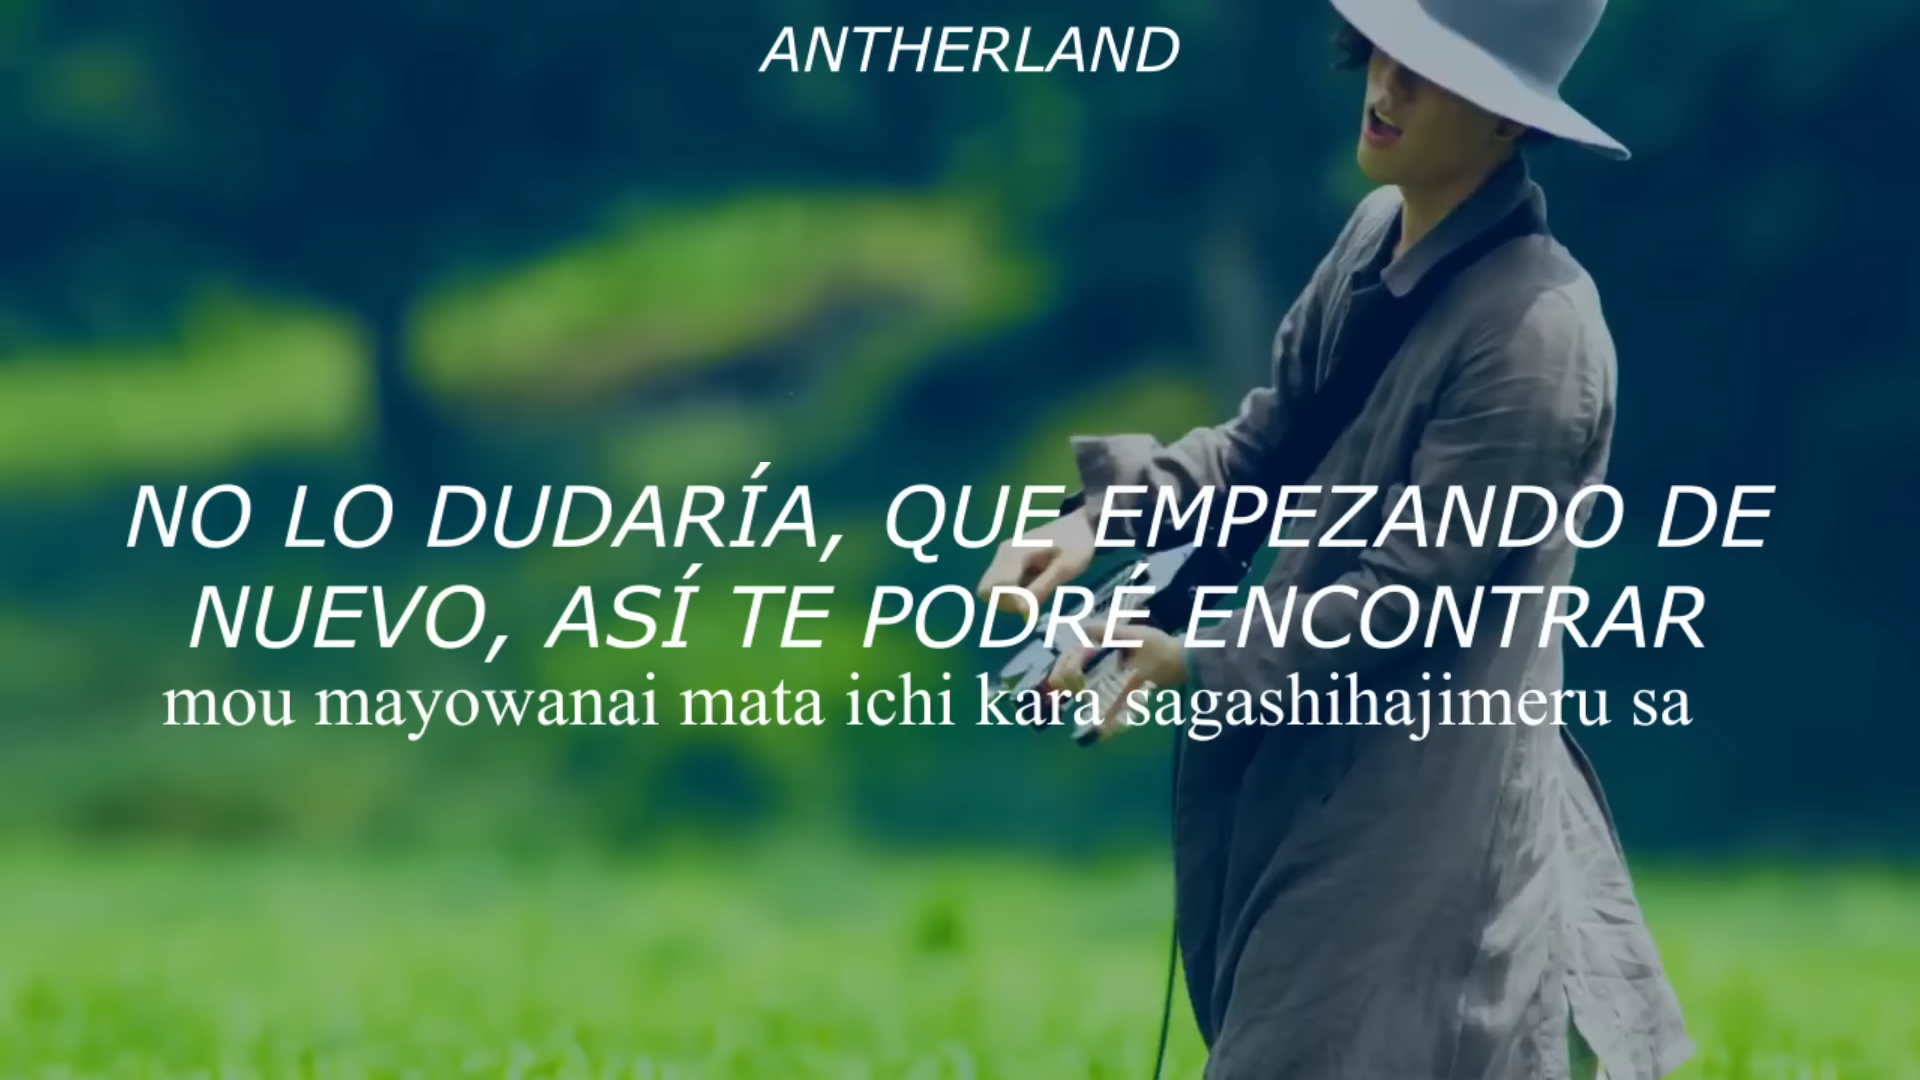 ANTHERLAND
NO LO DUDARÍA, QUE EMPEZANDO DE
NUEVO, ASÍ TE PODRÉ ENCONTRAR
mou mayowanai mata ichi kara sagashihajimeru sa